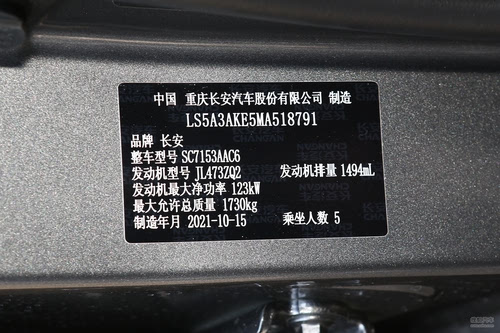 中国 重庆长安汽车股份有限公司 制造
LS5A3AKE5MA518791
品牌 长安
整车型号 SC7153AAC6
发动机型号 JL473ZQ2 发动机排量 1494mL
发动机最大净功率 123kW
最大允许总质量 1730kg
制造年月 2021-10-15 乘坐人数 5